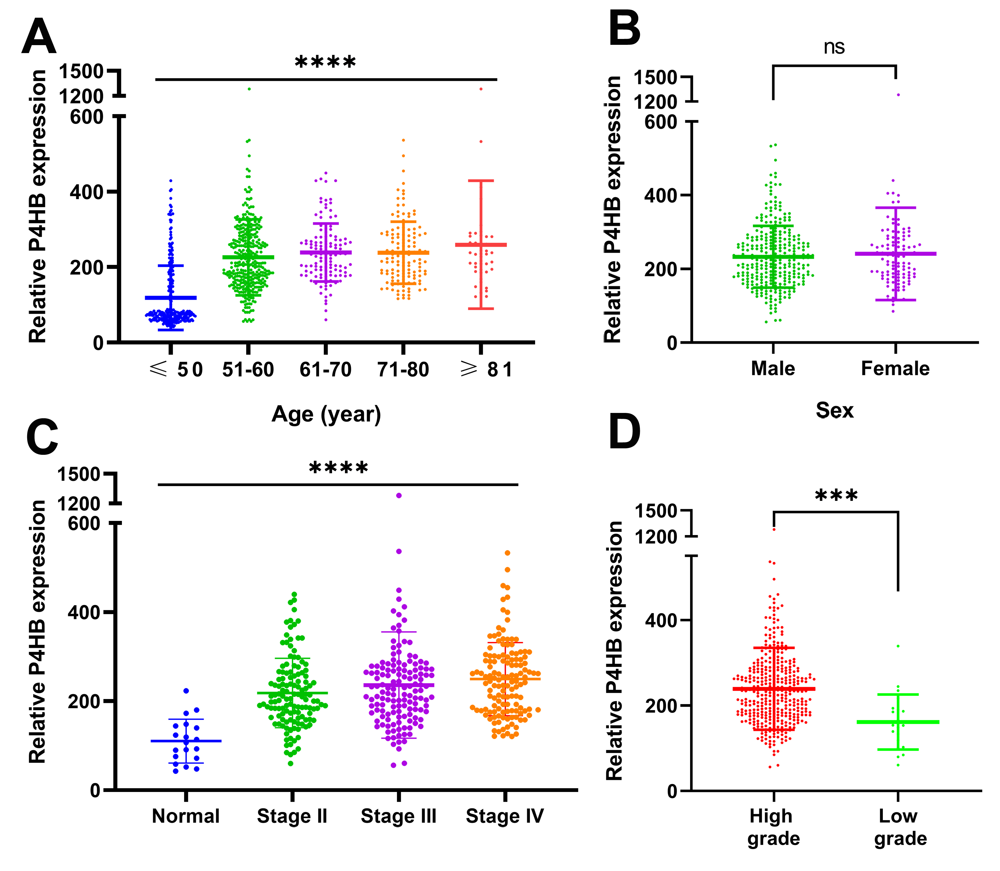 A
****
Relative P4HB expression
1500
1200
600
400
200
0
⩽ 50
51-60
61-70
71-80
⩾ 81
Age (year)
B
ns
Relative P4HB expression
1500
1200
600
400
200
0
Male
Female
Sex
C
****
Relative P4HB expression
1500
1200
600
400
200
0
Normal
Stage II
Stage III
Stage IV
D
***
Relative P4HB expression
1500
1200
400
200
0
High
grade
Low
grade